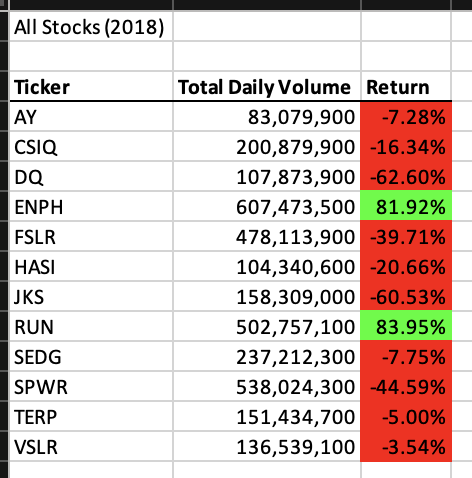 All Stocks (2018)
Ticker Total Daily Volume Return
AY 83,079,900 -7.28%
CSIQ 200,879,900 -16.34%
DQ 107,873,900 -62.60%
ENPH 607,473,500 81.92%
FSLR 478,113,900 -39.71%
HASI 104,340,600 -20.66%
JKS 158,309,000 -60.53%
RUN 502,757,100 83.95%
SEDG 237,212,300 -7.75%
SPWR 538,024,300 -44.59%
TERP 151,434,700 -5.00%
VSLR 136,539,100 -3.54%